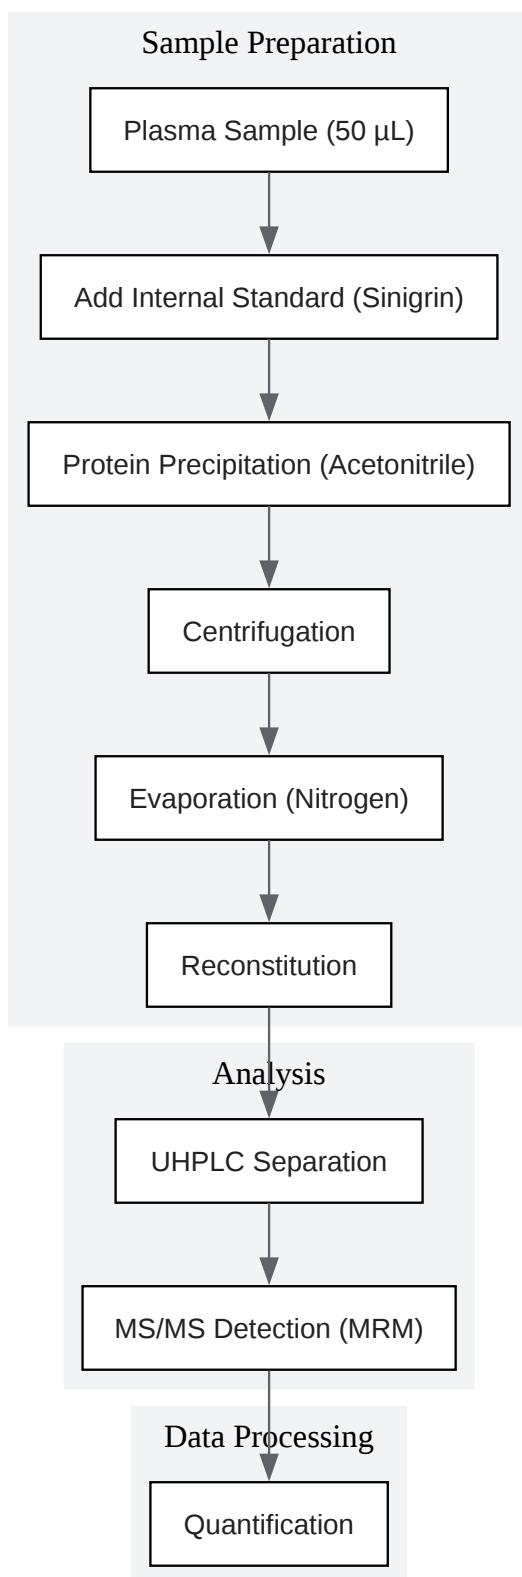 Sample Preparation
Plasma Sample (50 µL)
Add Internal Standard (Sinigrin)
Protein Precipitation (Acetonitrile)
Centrifugation
Evaporation (Nitrogen)
Reconstitution
Analysis
UHPLC Separation
MS/MS Detection (MRM)
Data Processing
Quantification